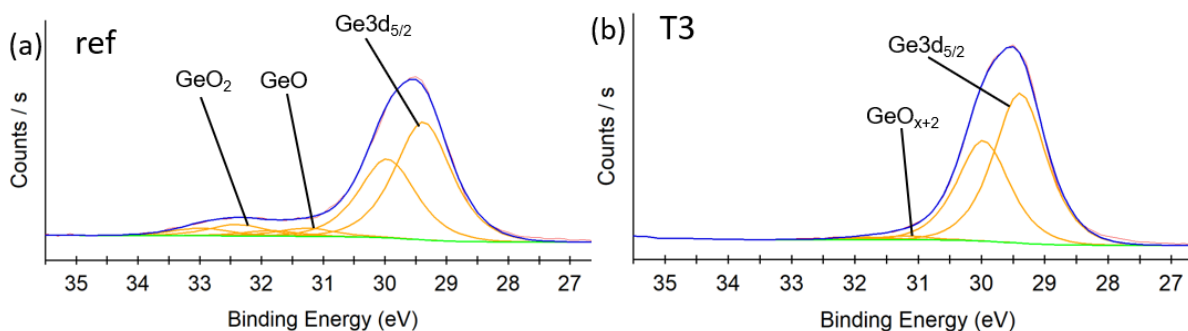 (a) ref
Ge3d5/2
GeO2
GeO
Counts / s
35 34 33 32 31 30 29 28 27
Binding Energy (eV)
(b) T3
Ge3d5/2
GeOx+2
Counts / s
35 34 33 32 31 30 29 28 27
Binding Energy (eV)